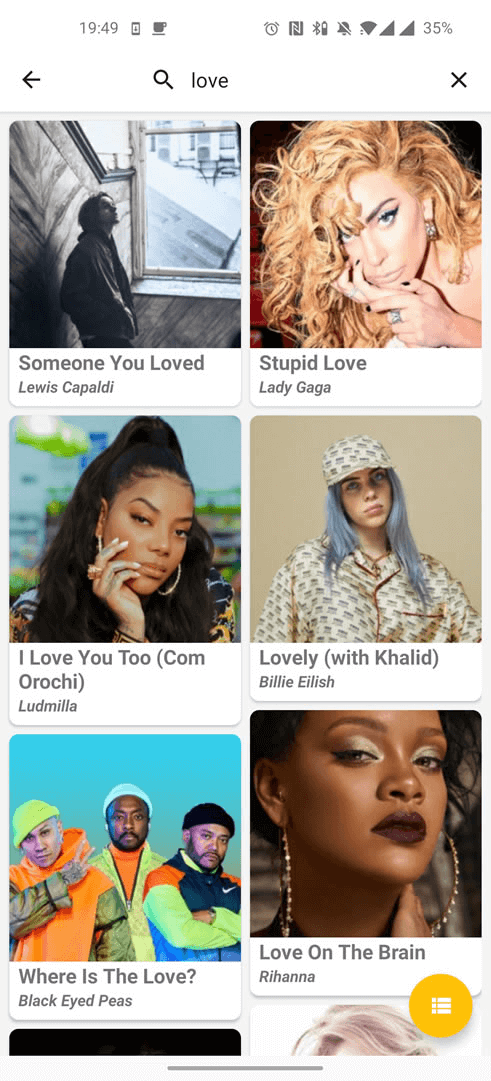 19:49
35%
love
Someone You Loved
Lewis Capaldi
Stupid Love
Lady Gaga
I Love You Too (Com
Orochi)
Ludmilla
Lovely (with Khalid)
Billie Eilish
Where Is The Love?
Black Eyed Peas
Love On The Brain
Rihanna